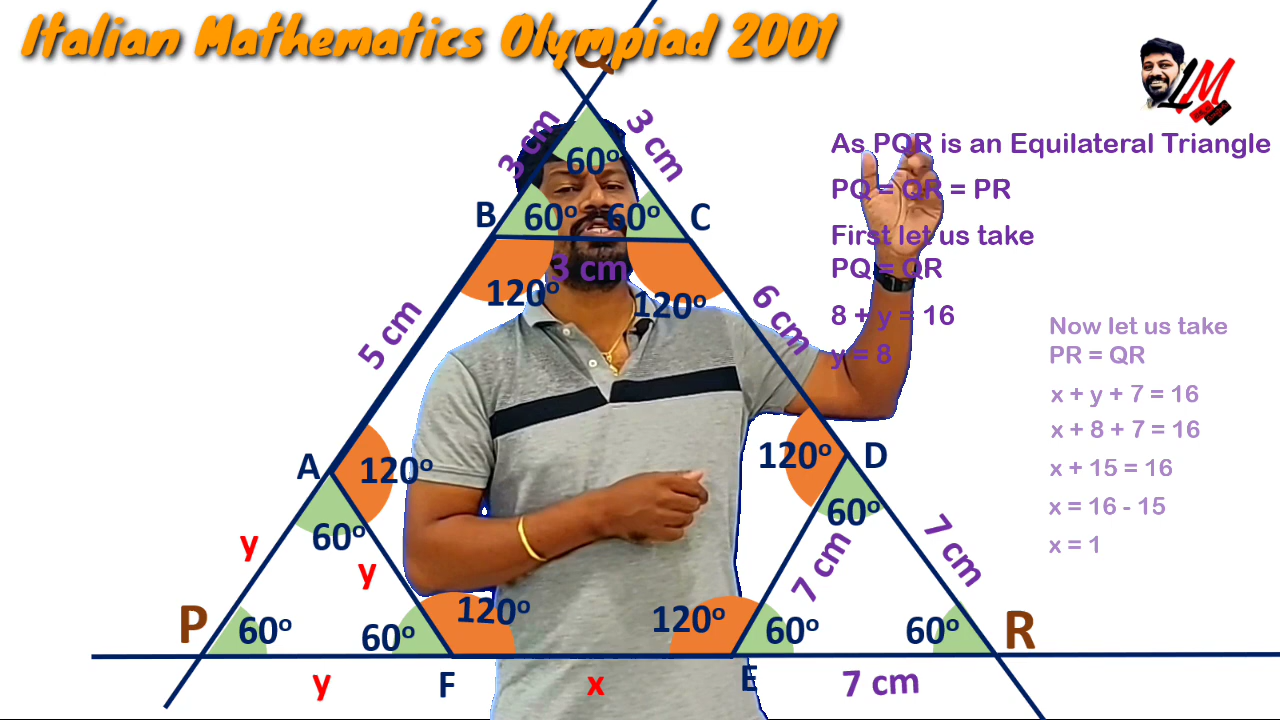 Italian Mathematics Olympiad 2001
Q
LM
As PQR is an Equilateral Triangle
PQ = QR = PR
First let us take
PQ = QR
8 + y = 16
y = 8
Now let us take
PR = QR
x + y + 7 = 16
x + 8 + 7 = 16
x + 15 = 16
x = 16 - 15
x = 1
3 cm
3 cm
60°
B
60°
60°
C
3 cm
120°
120°
5 cm
6 cm
A
120°
120°
D
60°
60°
y
y
7 cm
7 cm
P
60°
60°
120°
120°
60°
60°
R
y
F
x
E
7 cm